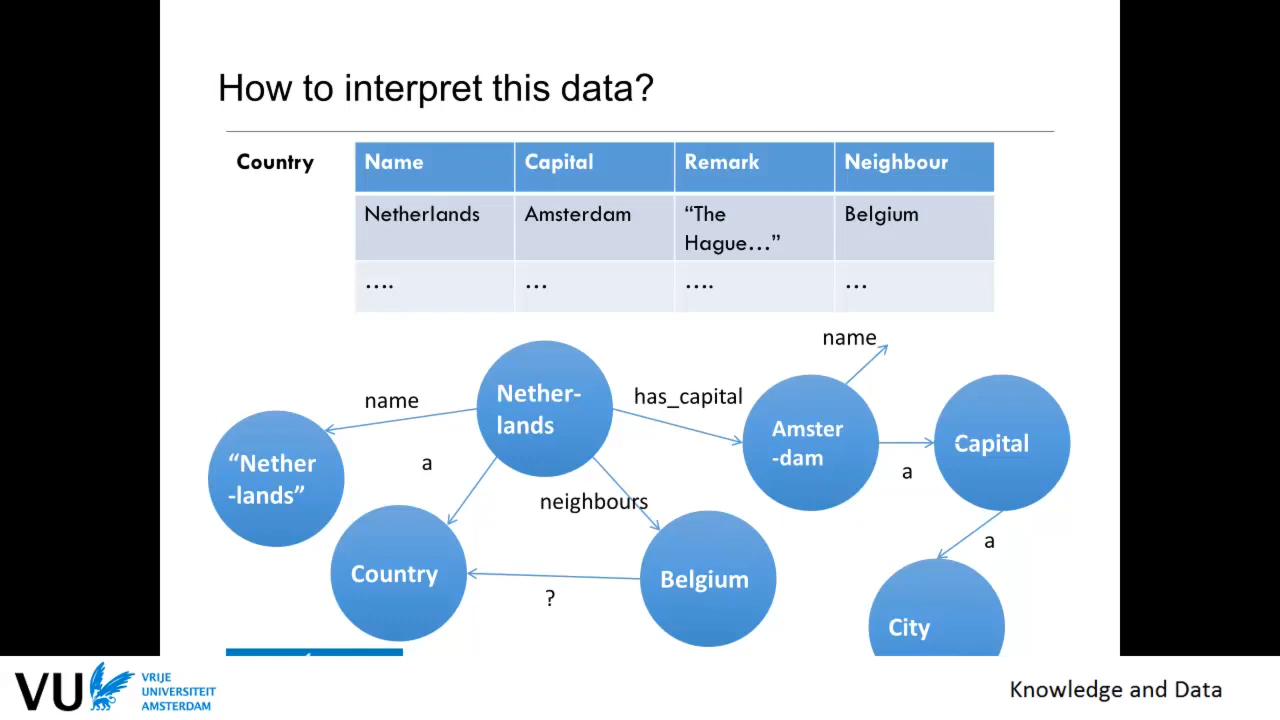 How to interpret this data?
Country
Name Capital Remark Neighbour
Netherlands Amsterdam “The Belgium
Hague…”
…. … …. …
name
Nether-
lands
has_capital
name
Amster
-dam
Capital
“Nether
-lands”
a
a
neighbours
a
Country
Belgium
?
City
VU VRIJE
UNIVERSITEIT
AMSTERDAM
Knowledge and Data